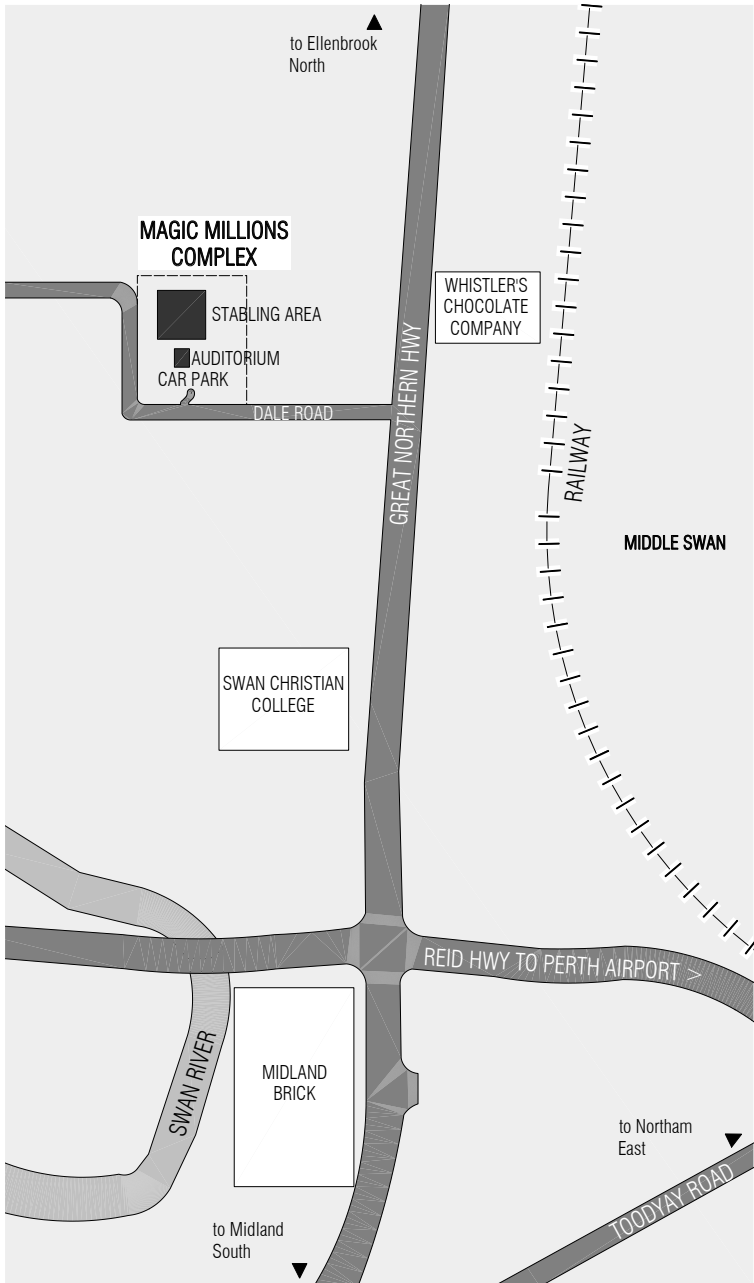 to Ellenbrook
North
MAGIC MILLIONS
COMPLEX
WHISTLER'S
CHOCOLATE
COMPANY
STABLING AREA
AUDITORIUM
CAR PARK
DALE ROAD
GREAT NORTHERN HWY
RAILWAY
MIDDLE SWAN
SWAN CHRISTIAN
COLLEGE
REID HWY TO PERTH AIRPORT >
SWAN RIVER
MIDLAND
BRICK
to Northam
East
TOODYAY ROAD
to Midland
South